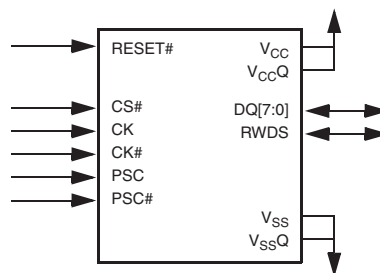 RESET#
CS#
CK
CK#
PSC
PSC#
VCC
VCCQ
DQ[7:0]
RWDS
VSS
VSSQ